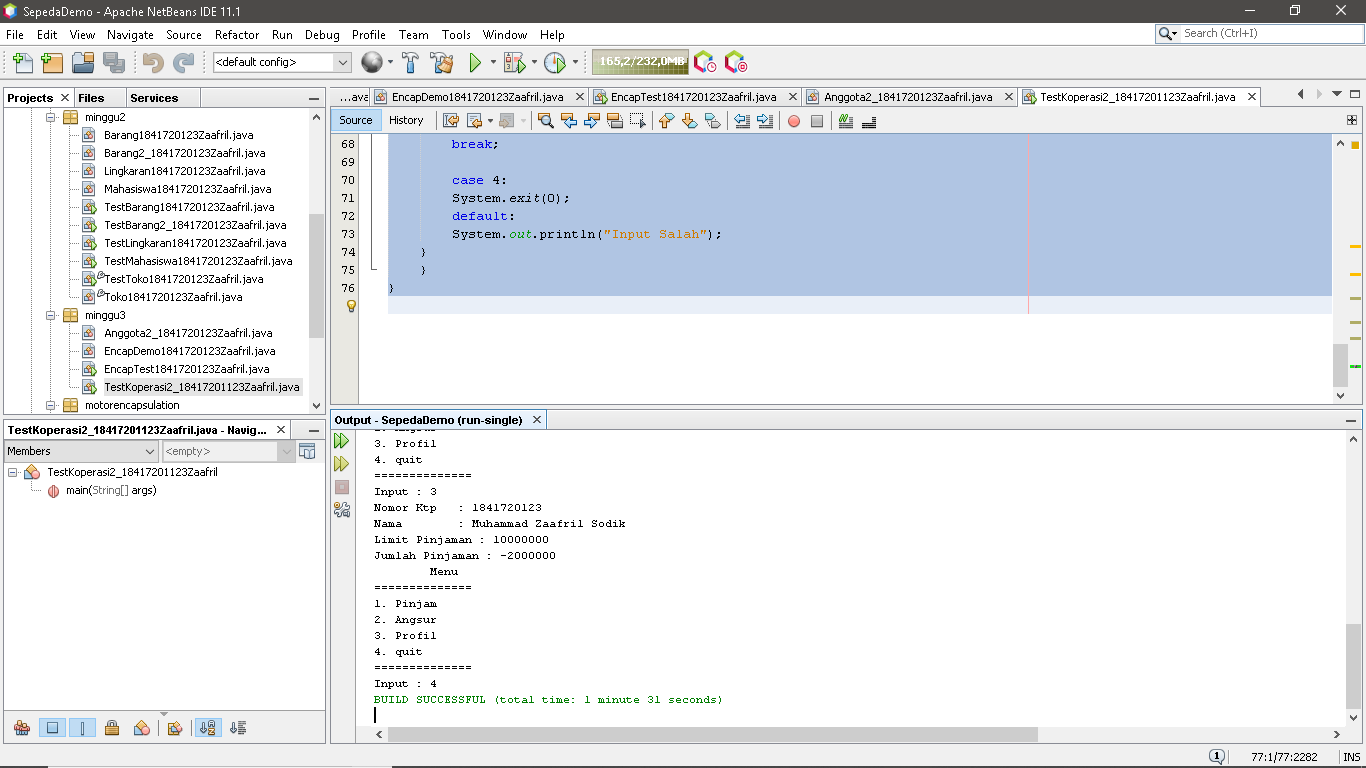 SepedaDemo - Apache NetBeans IDE 11.1
File Edit View Navigate Source Refactor Run Debug Profile Team Tools Window Help
Search (Ctrl+I)
<default config>
165,2/232,0MB
Projects Files Services
minggu2
Barang1841720123Zaafril.java
Barang2_1841720123Zaafril.java
Lingkaran1841720123Zaafril.java
Mahasiswa1841720123Zaafril.java
TestBarang1841720123Zaafril.java
TestBarang2_1841720123Zaafril.java
TestLingkaran1841720123Zaafril.java
TestMahasiswa1841720123Zaafril.java
TestToko1841720123Zaafril.java
Toko1841720123Zaafril.java
minggu3
Anggota2_1841720123Zaafril.java
EncapDemo1841720123Zaafril.java
EncapTest1841720123Zaafril.java
TestKoperasi2_18417201123Zaafril.java
motorencapsulation
TestKoperasi2_18417201123Zaafril.java - Navig...
Members <empty>
TestKoperasi2_18417201123Zaafril
main(String[] args)
...ava EncapDemo1841720123Zaafril.java EncapTest1841720123Zaafril.java Anggota2_1841720123Zaafril.java TestKoperasi2_18417201123Zaafril.java
Source History
68 break;
69
70 case 4:
71 System.exit(0);
72 default:
73 System.out.println("Input Salah");
74 }
75 }
76 }
Output - SepedaDemo (run-single)
3. Profil
4. quit
==============
Input : 3
Nomor Ktp : 1841720123
Nama : Muhammad Zaafril Sodik
Limit Pinjaman : 10000000
Jumlah Pinjaman : -2000000
Menu
==============
1. Pinjam
2. Angsur
3. Profil
4. quit
==============
Input : 4
BUILD SUCCESSFUL (total time: 1 minute 31 seconds)
1 77:1/77:2282 INS